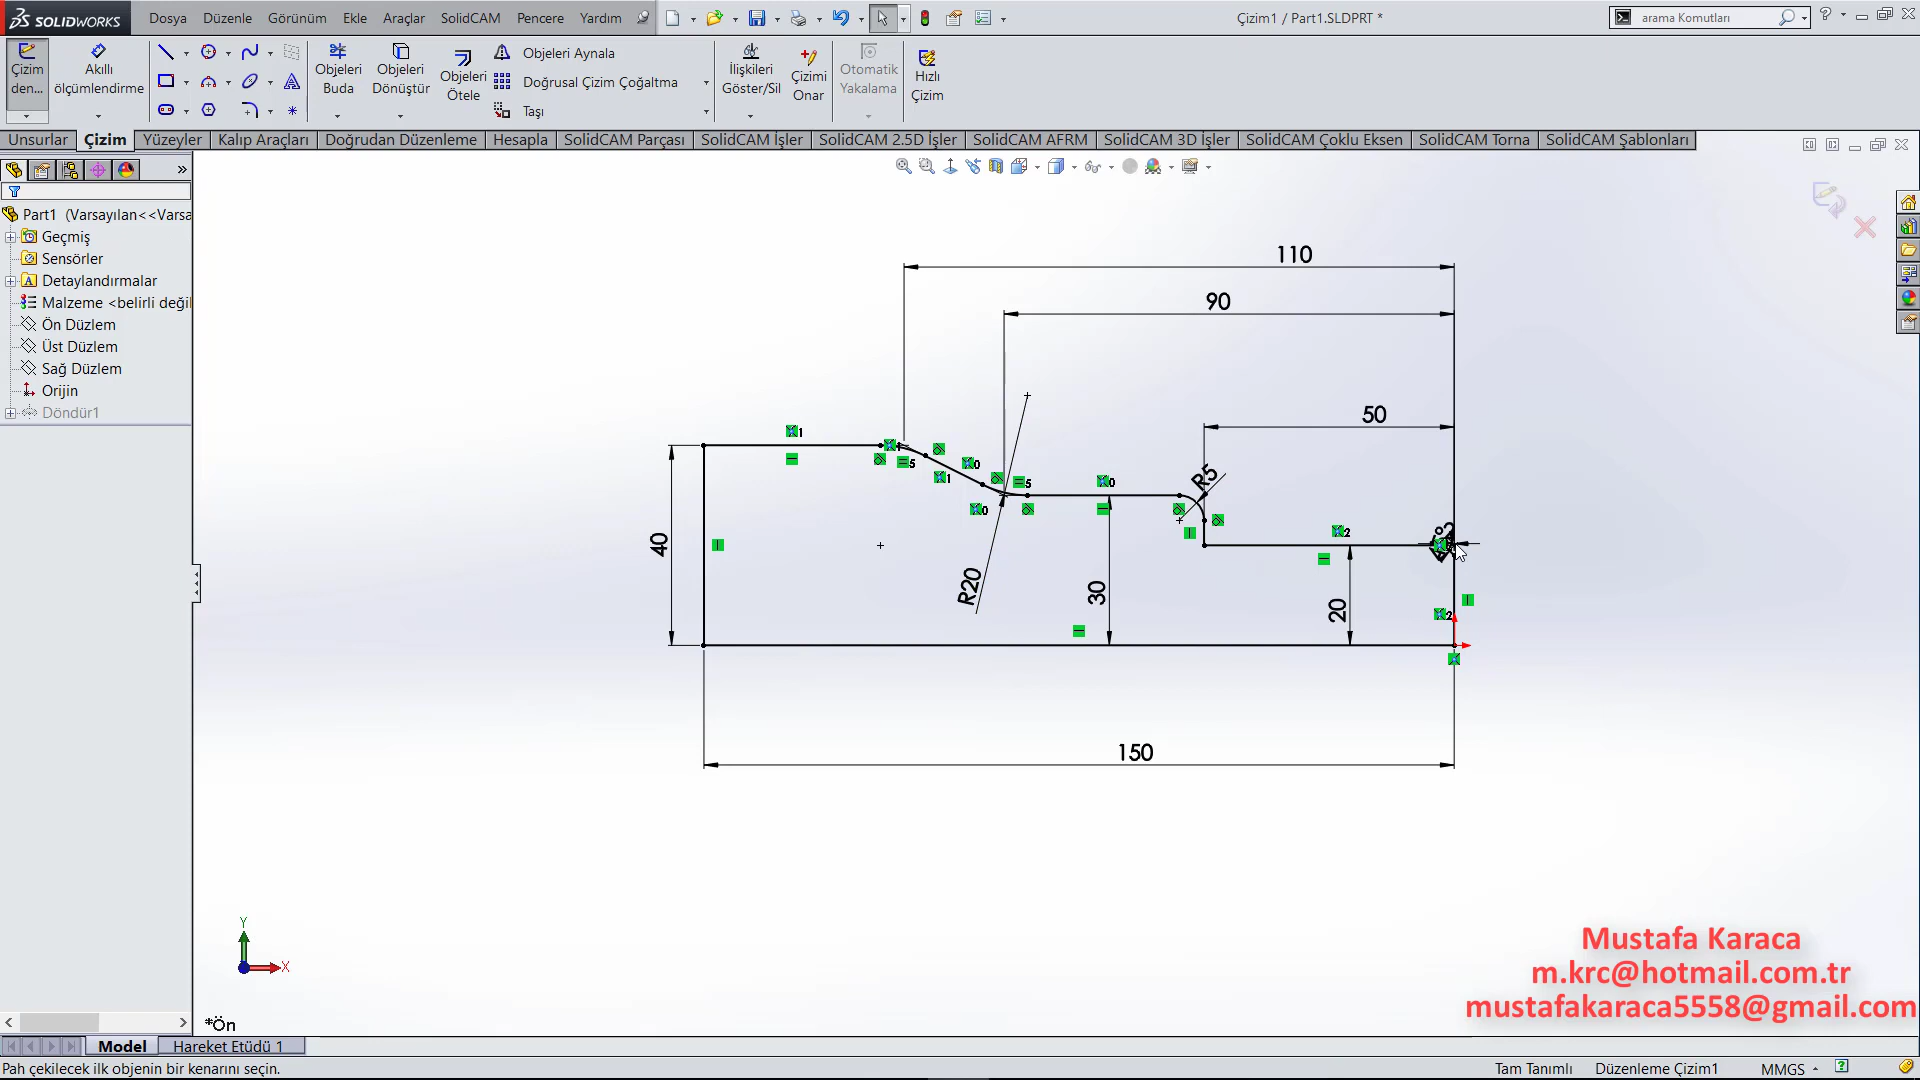 SOLIDWORKS
Dosya Düzenle Görünüm Ekle Araçlar SolidCAM Pencere Yardım
Çizim1 / Part1.SLDPRT *
arama Komutları
Çizim den...
Akıllı ölçümlendirme
Objeleri Buda
Objeleri Dönüştür
Objeleri Ötele
Objeleri Aynala
Doğrusal Çizim Çoğaltma
Taşı
İlişkileri Göster/Sil
Çizimi Onar
Otomatik Yakalama
Hızlı Çizim
Unsurlar Çizim Yüzeyler Kalıp Araçları Doğrudan Düzenleme Hesapla SolidCAM Parçası SolidCAM İşler SolidCAM 2.5D İşler SolidCAM AFRM SolidCAM 3D İşler SolidCAM Çoklu Eksen SolidCAM Torna SolidCAM Şablonları
Part1 (Varsayılan<<Varsa
Geçmiş
Sensörler
Detaylandırmalar
Malzeme <belirli değil
Ön Düzlem
Üst Düzlem
Sağ Düzlem
Orijin
Döndür1
110
90
50
R5
40
R20
30
20
150
Y
X
*Ön
Mustafa Karaca
m.krc@hotmail.com.tr
mustafakaraca5558@gmail.com
Model Hareket Etüdü 1
Pah çekilecek ilk objenin bir kenarını seçin.
Tam Tanımlı Düzenleme Çizim1 MMGS